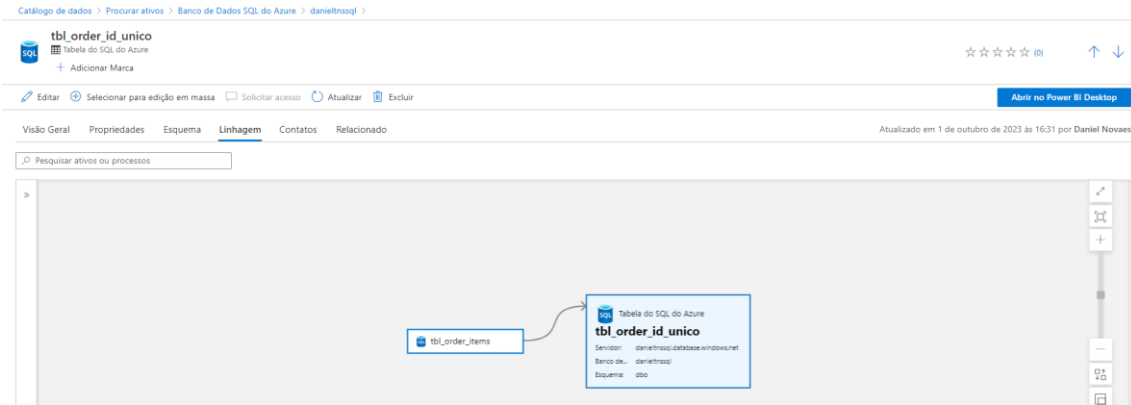 Catálogo de dados > Procurar ativos > Banco de Dados SQL do Azure > danieltnssql >
SQL
tbl_order_id_unico
Tabela do SQL do Azure
+ Adicionar Marca
(0)
Editar Selecionar para edição em massa Solicitar acesso Atualizar Excluir
Abrir no Power BI Desktop
Visão Geral Propriedades Esquema Linhagem Contatos Relacionado
Atualizado em 1 de outubro de 2023 às 16:31 por Daniel Novaes
Pesquisar ativos ou processos
tbl_order_items
SQL
Tabela do SQL do Azure
tbl_order_id_unico
Servidor: danieltnssql.database.windows.net
Banco de... danieltnssql
Esquema: dbo